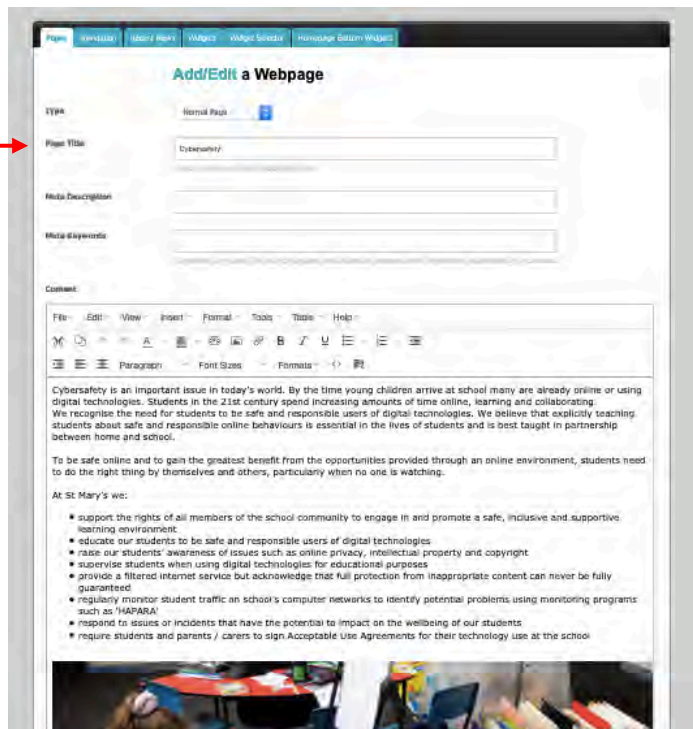 Pages Widgets Widget Selector Homepage Bottom Widgets
Add/Edit a Webpage
Type
Normal Page
Page Title
Cybersafety
Meta Description
Meta Keywords
Content
File Edit View Insert Format Tools Table Help
A B I U
Paragraph Font Sizes Formats <>
Cybersafety is an important issue in today's world. By the time young children arrive at school many are already online or using
digital technologies. Students in the 21st century spend increasing amounts of time online, learning and collaborating.
We recognise the need for students to be safe and responsible users of digital technologies. We believe that explicitly teaching
students about safe and responsible online behaviours is essential in the lives of students and is best taught in partnership
between home and school.
To be safe online and to gain the greatest benefit from the opportunities provided through an online environment, students need
to do the right thing by themselves and others, particularly when no one is watching.
At St Mary's we:
• support the rights of all members of the school community to engage in and promote a safe, inclusive and supportive
learning environment
• educate our students to be safe and responsible users of digital technologies
• raise our students' awareness of issues such as online privacy, intellectual property and copyright
• supervise students when using digital technologies for educational purposes
• provide a filtered internet service but acknowledge that full protection from inappropriate content can never be fully
guaranteed
• regularly monitor student traffic on school's computer networks to identify potential problems using monitoring programs
such as 'HAPARA'
• respond to issues or incidents that have the potential to impact on the wellbeing of our students
• require students and parents / carers to sign Acceptable Use Agreements for their technology use at the school